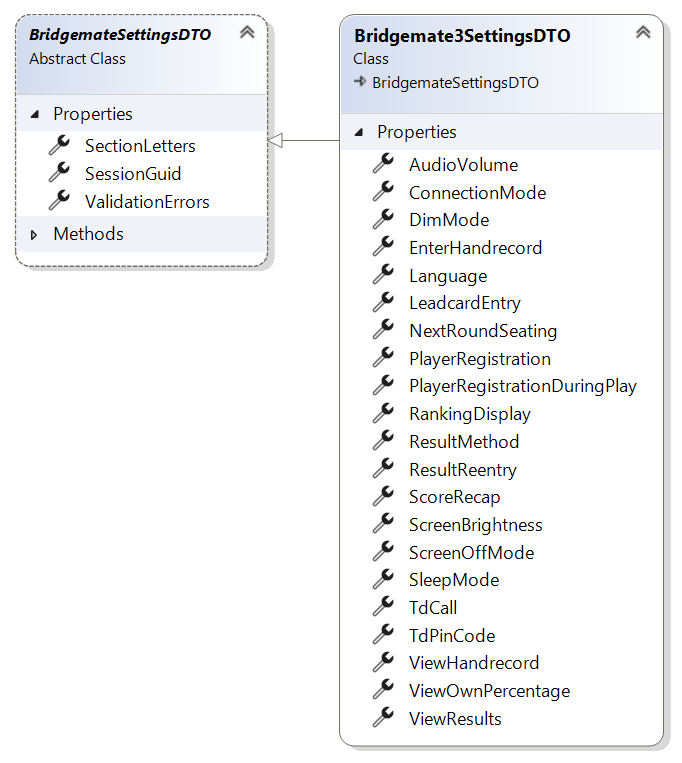 BridgemateSettingsDTO
Abstract Class
Properties
SectionLetters
SessionGuid
ValidationErrors
Methods
Bridgemate3SettingsDTO
Class
BridgemateSettingsDTO
Properties
AudioVolume
ConnectionMode
DimMode
EnterHandrecord
Language
LeadcardEntry
NextRoundSeating
PlayerRegistration
PlayerRegistrationDuringPlay
RankingDisplay
ResultMethod
ResultReentry
ScoreRecap
ScreenBrightness
ScreenOffMode
SleepMode
TdCall
TdPinCode
ViewHandrecord
ViewOwnPercentage
ViewResults